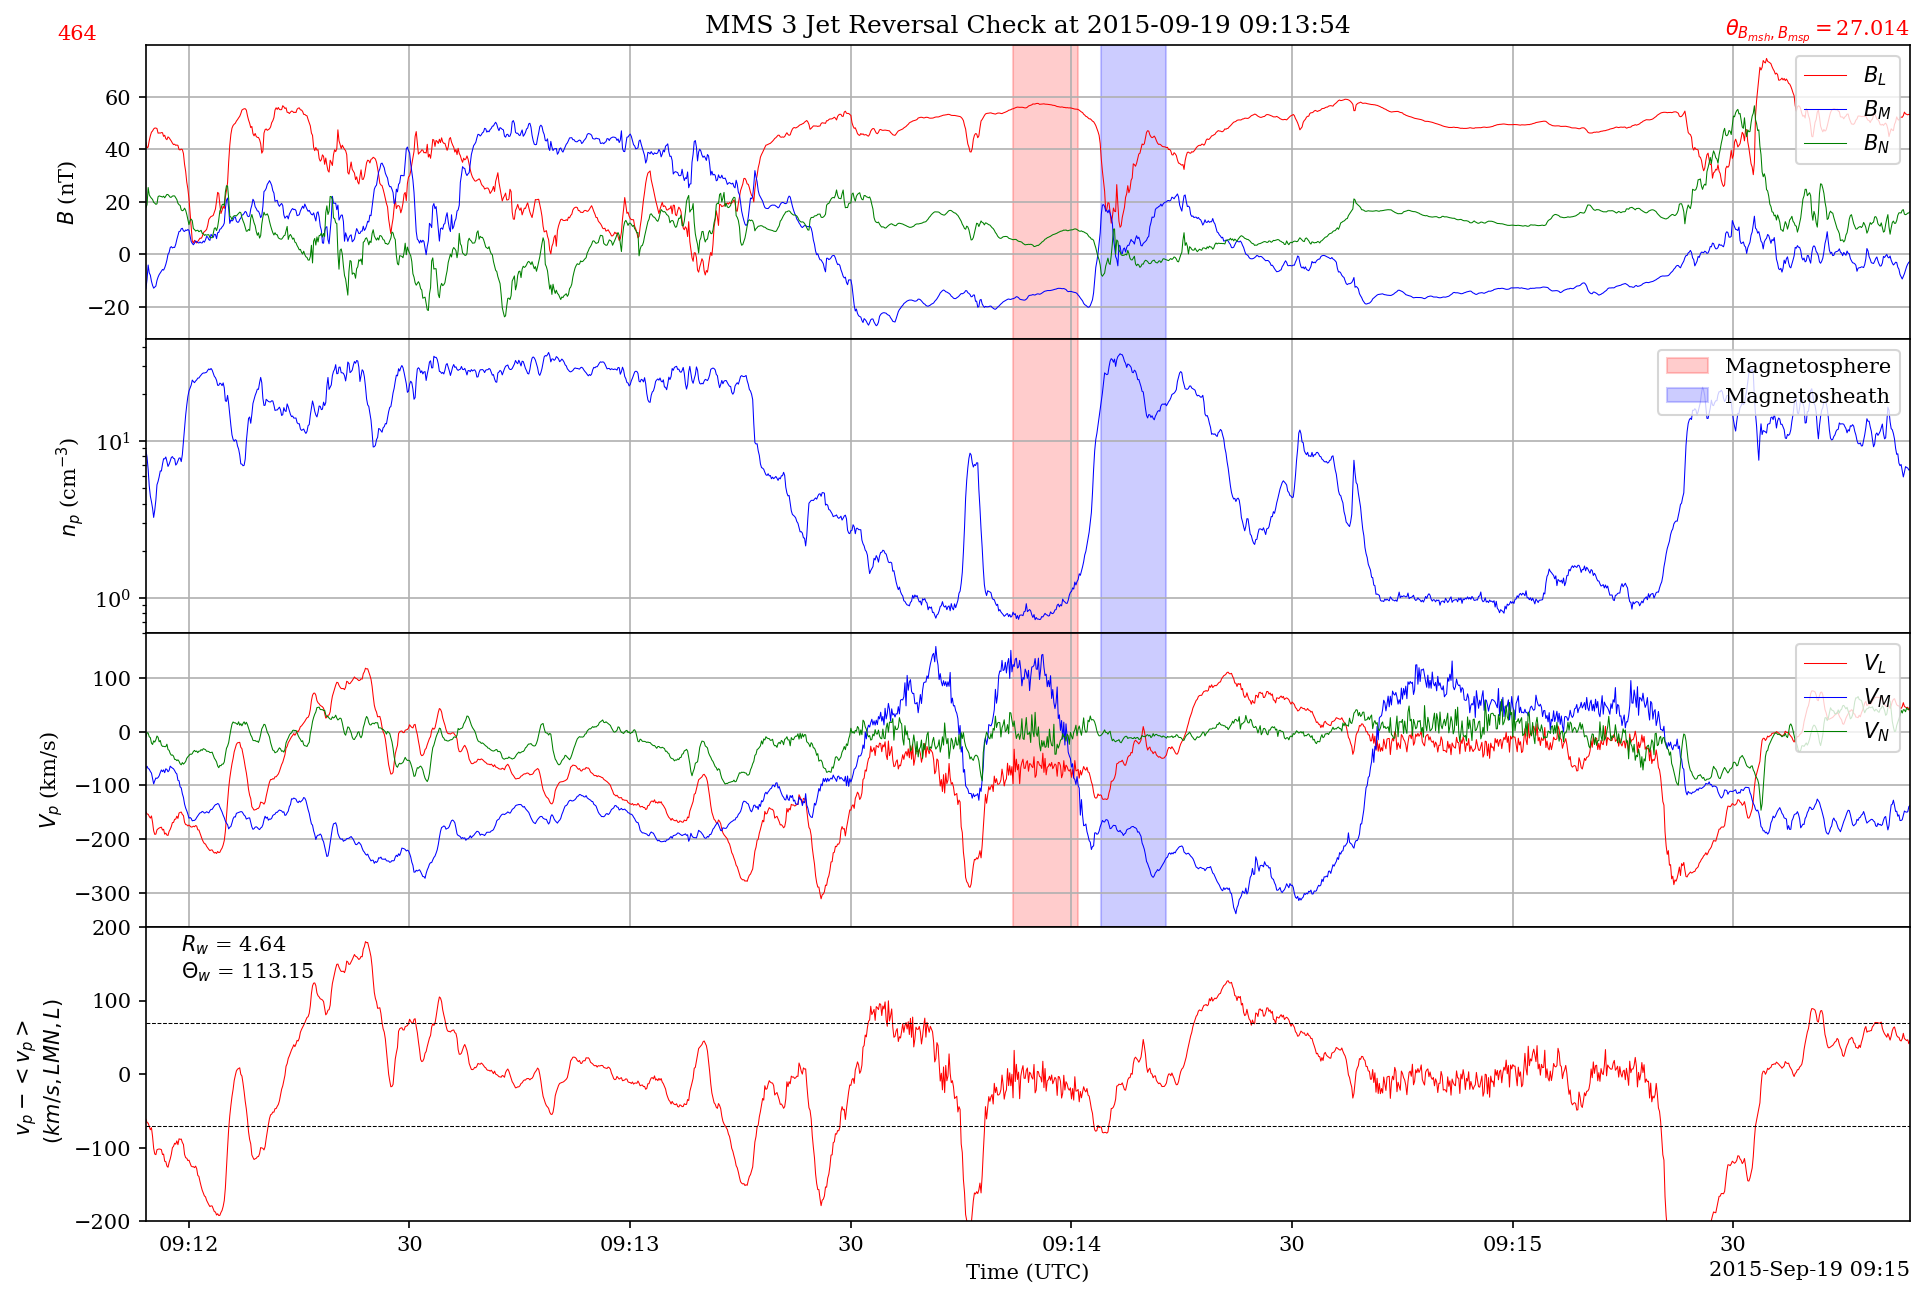 464
MMS 3 Jet Reversal Check at 2015-09-19 09:13:54
θ_{B_{msh}, B_{msp}} = 27.014
B (nT)
60
40
20
0
−20
B_L
B_M
B_N
n_p (cm^{−3})
10^1
10^0
Magnetosphere
Magnetosheath
V_p (km/s)
100
0
−100
−200
−300
V_L
V_M
V_N
v_p − < v_p >
(km/s, LMN, L)
200
100
0
−100
−200
R_w = 4.64
Θ_w = 113.15
09:12
30
09:13
30
09:14
30
09:15
30
Time (UTC)
2015-Sep-19 09:15